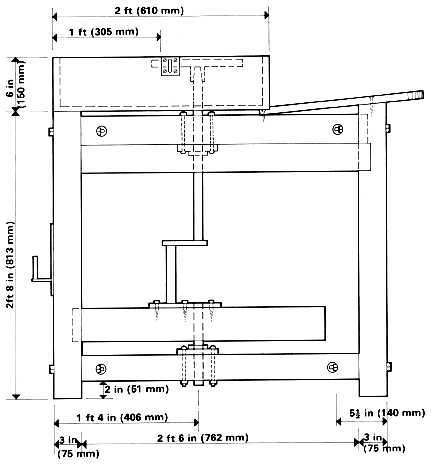 2 ft (610 mm)
1 ft (305 mm)
6 in
(150 mm)
2ft 8 in (813 mm)
2 in (51 mm)
1 ft 4 in (406 mm)
5½ in (140 mm)
3 in
(75 mm)
2 ft 6 in (762 mm)
3 in
(75 mm)